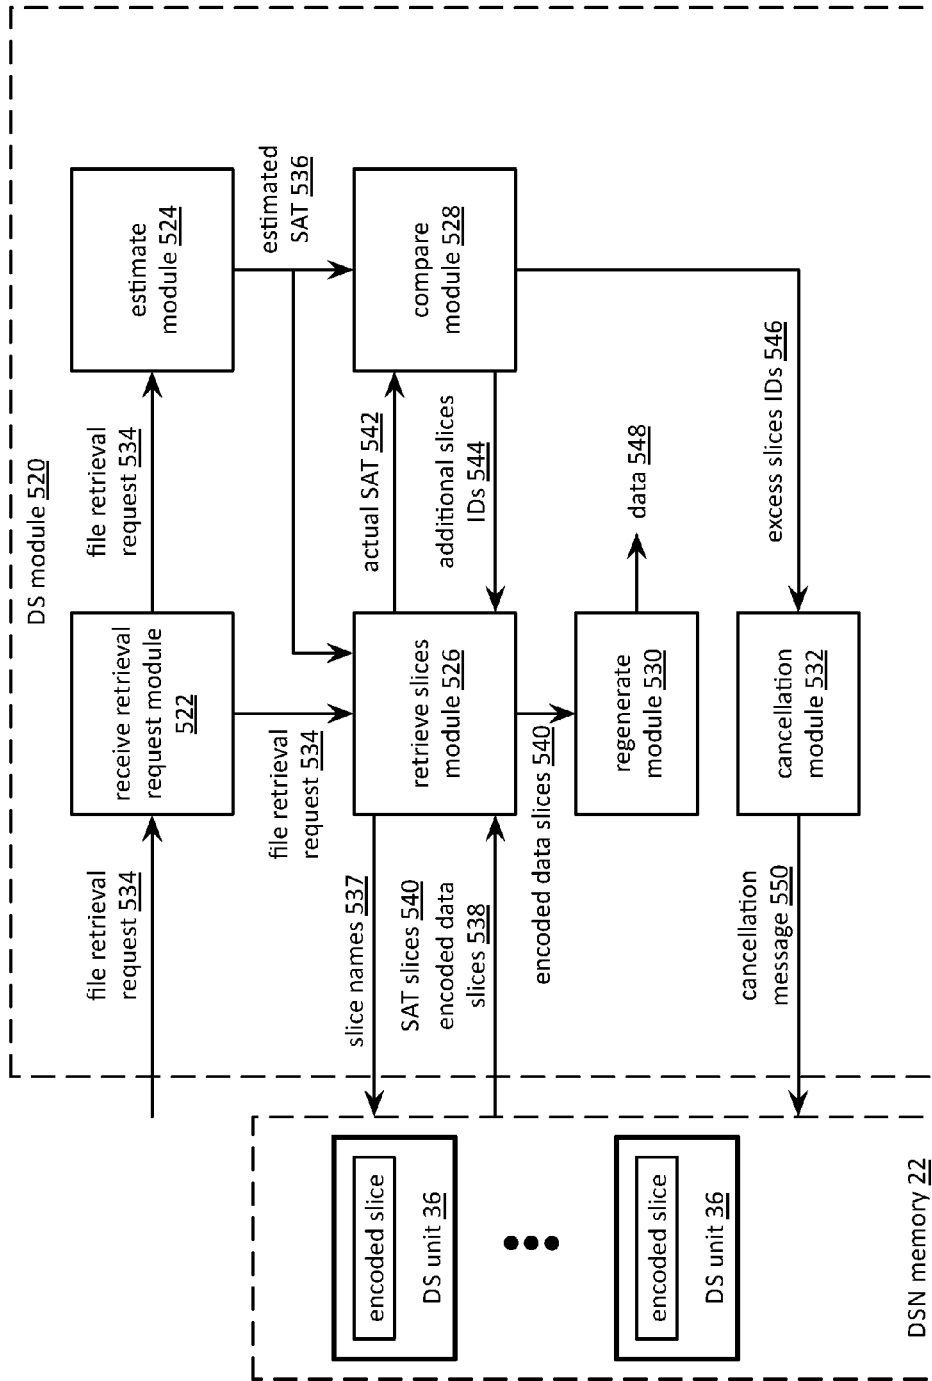 DS module 520
file retrieval
request 534
receive retrieval
request module
522
file retrieval
request 534
estimate
module 524
file retrieval
request 534
estimated
SAT 536
slice names 537
SAT slices 540
encoded data
slices 538
retrieve slices
module 526
actual SAT 542
additional slices
IDs 544
compare
module 528
encoded data slices 540
regenerate
module 530
data 548
cancellation
message 550
cancellation
module 532
excess slices IDs 546
encoded slice
DS unit 36
encoded slice
DS unit 36
DSN memory 22